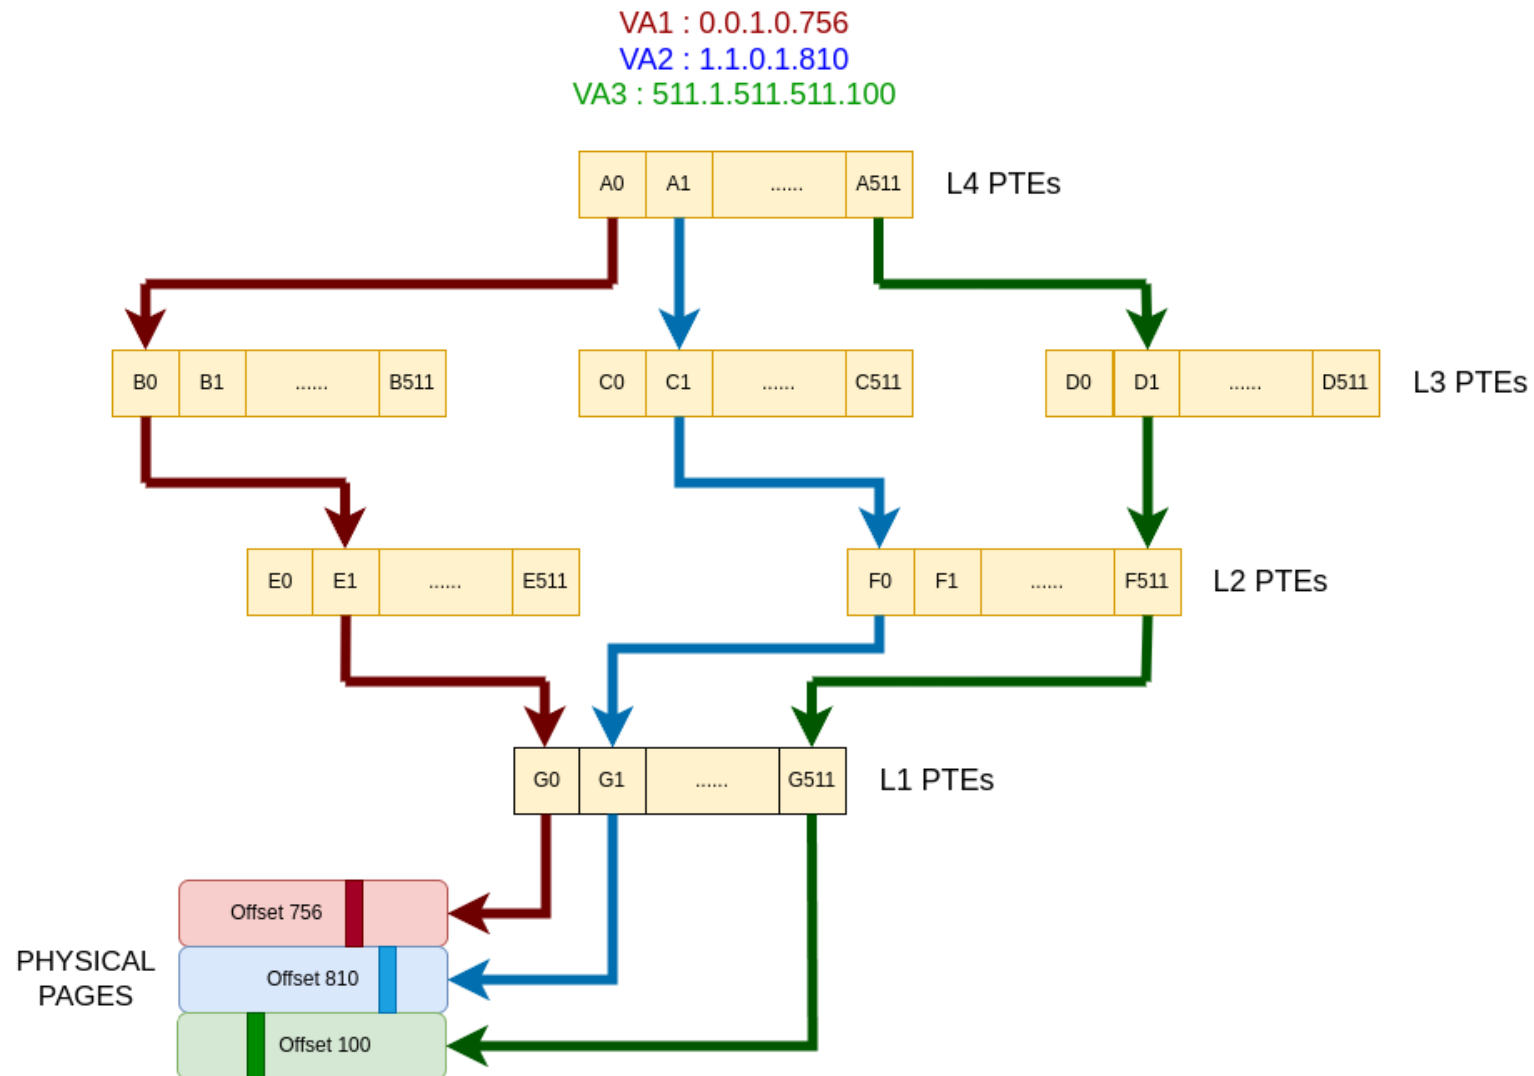 VA1 : 0.0.1.0.756
VA2 : 1.1.0.1.810
VA3 : 511.1.511.511.100
A0 A1 ...... A511 L4 PTEs
B0 B1 ...... B511 C0 C1 ...... C511 D0 D1 ...... D511 L3 PTEs
E0 E1 ...... E511 F0 F1 ...... F511 L2 PTEs
G0 G1 ...... G511 L1 PTEs
Offset 756
PHYSICAL
PAGES
Offset 810
Offset 100